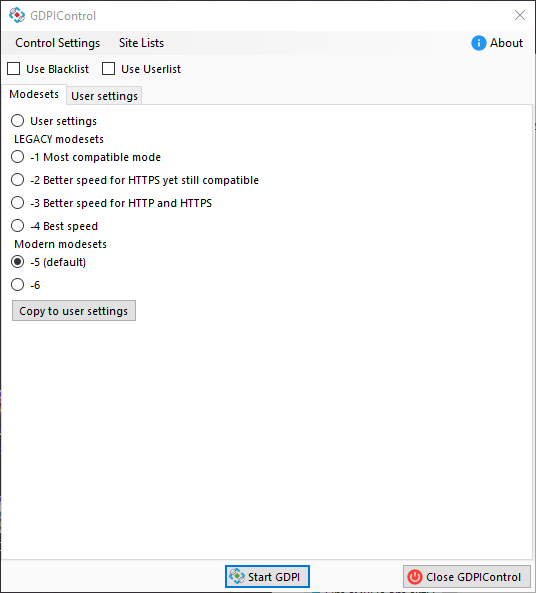 GDPIControl
Control Settings Site Lists About
Use Blacklist Use Userlist
Modesets User settings
User settings
LEGACY modesets
-1 Most compatible mode
-2 Better speed for HTTPS yet still compatible
-3 Better speed for HTTP and HTTPS
-4 Best speed
Modern modesets
-5 (default)
-6
Copy to user settings
Start GDPI Close GDPIControl